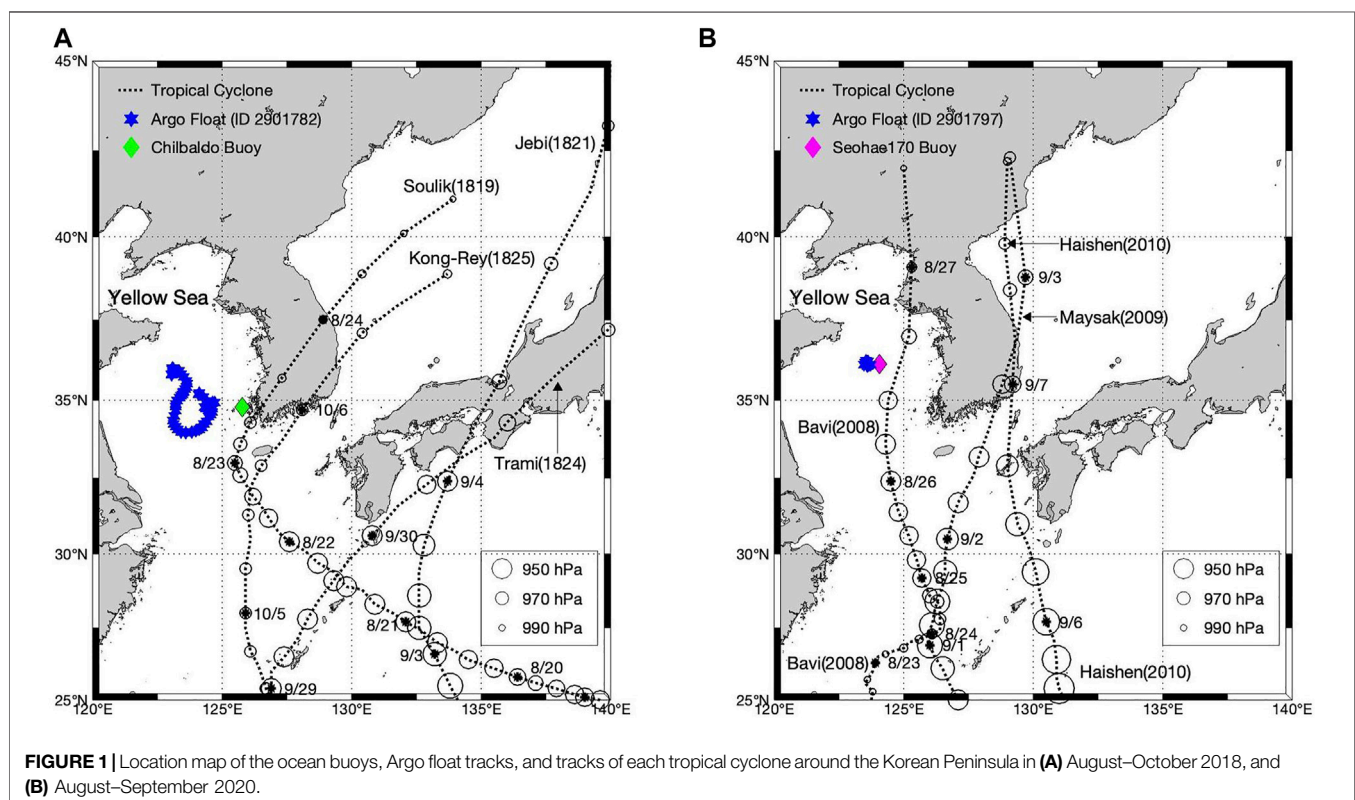 A
45°N
40°N
35°N
30°N
25°N
120°E
125°E
130°E
135°E
140°E
Tropical Cyclone
Argo Float (ID 2901782)
Chilbaldo Buoy
Jebi(1821)
Soulik(1819)
Kong-Rey(1825)
Yellow Sea
8/24
10/6
8/23
Trami(1824)
9/4
9/30
8/22
10/5
8/21
9/3
8/20
9/29
950 hPa
970 hPa
990 hPa
B
45°N
40°N
35°N
30°N
25°N
120°E
125°E
130°E
135°E
140°E
Tropical Cyclone
Argo Float (ID 2901797)
Seohae170 Buoy
Haishen(2010)
8/27
9/3
Yellow Sea
Maysak(2009)
9/7
Bavi(2008)
8/26
9/2
8/25
8/24
9/6
9/1
Bavi(2008)
8/23
Haishen(2010)
950 hPa
970 hPa
990 hPa
FIGURE 1 | Location map of the ocean buoys, Argo float tracks, and tracks of each tropical cyclone around the Korean Peninsula in (A) August–October 2018, and
(B) August–September 2020.